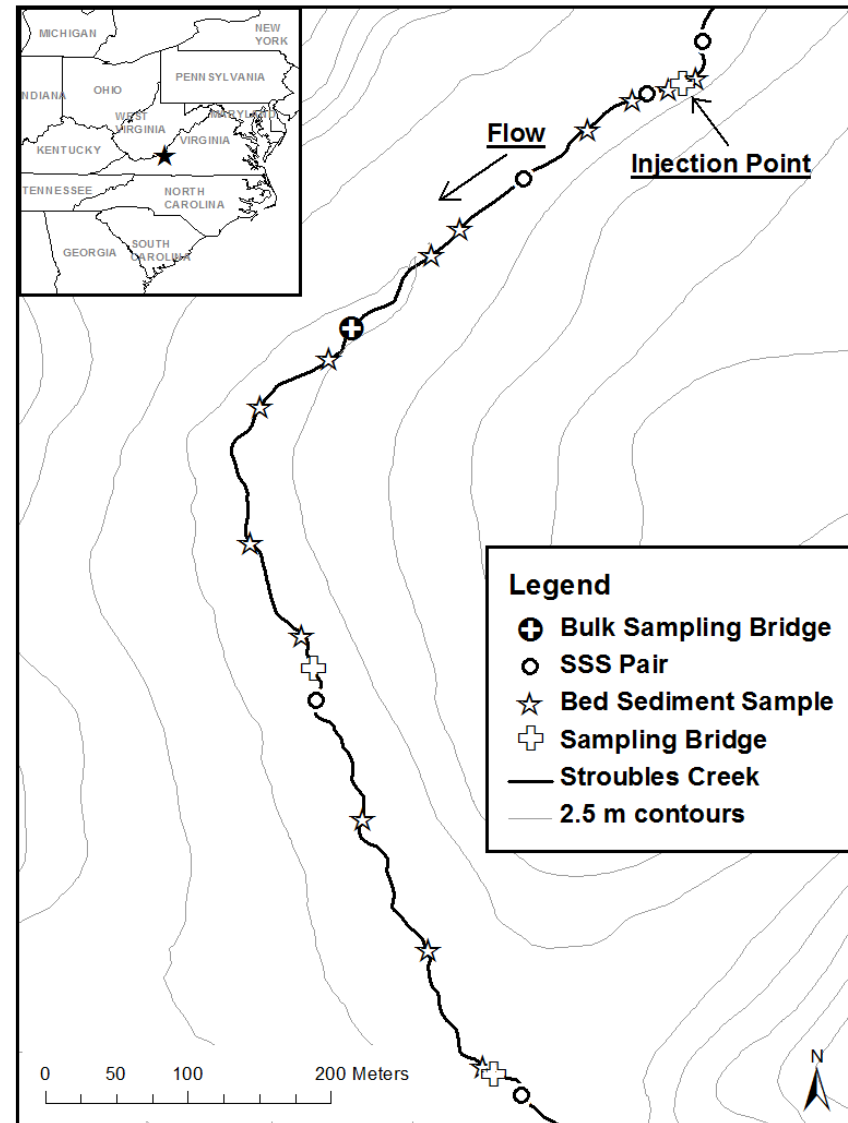 MICHIGAN
NEW
YORK
PENNSYLVANIA
OHIO
NDIANA
WEST
VIRGINIA
MARYLAND
VIRGINIA
KENTUCKY
TENNESSEE
NORTH
CAROLINA
GEORGIA
SOUTH
CAROLINA
Flow
Injection Point
Legend
Bulk Sampling Bridge
SSS Pair
Bed Sediment Sample
Sampling Bridge
Stroubles Creek
2.5 m contours
0 50 100 200 Meters
N